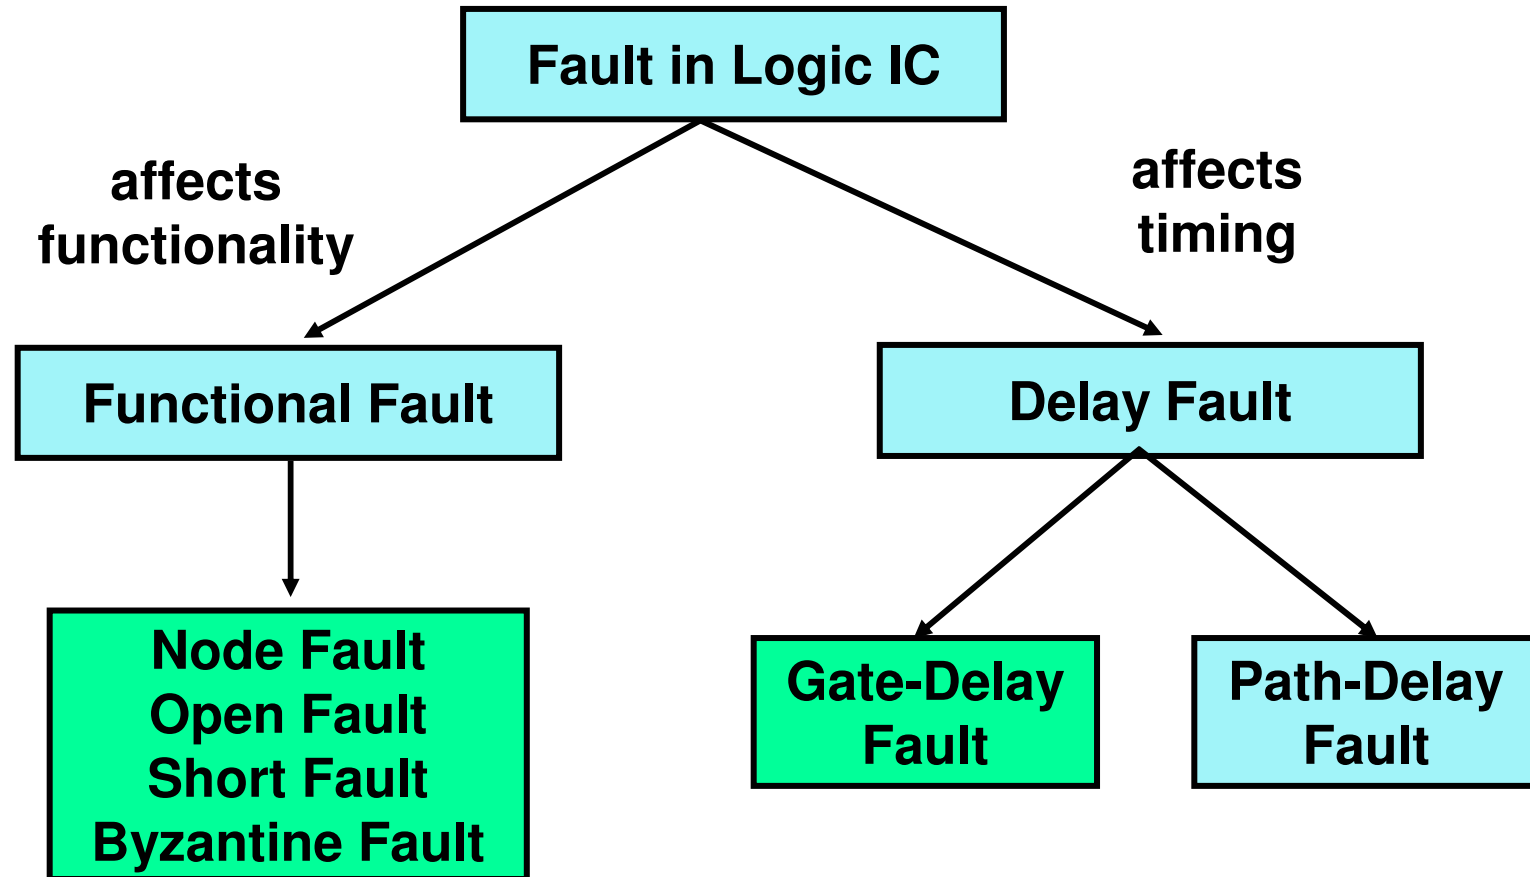 Fault in Logic IC
affects
functionality
affects
timing
Functional Fault
Delay Fault
Node Fault
Open Fault
Short Fault
Byzantine Fault
Gate-Delay
Fault
Path-Delay
Fault